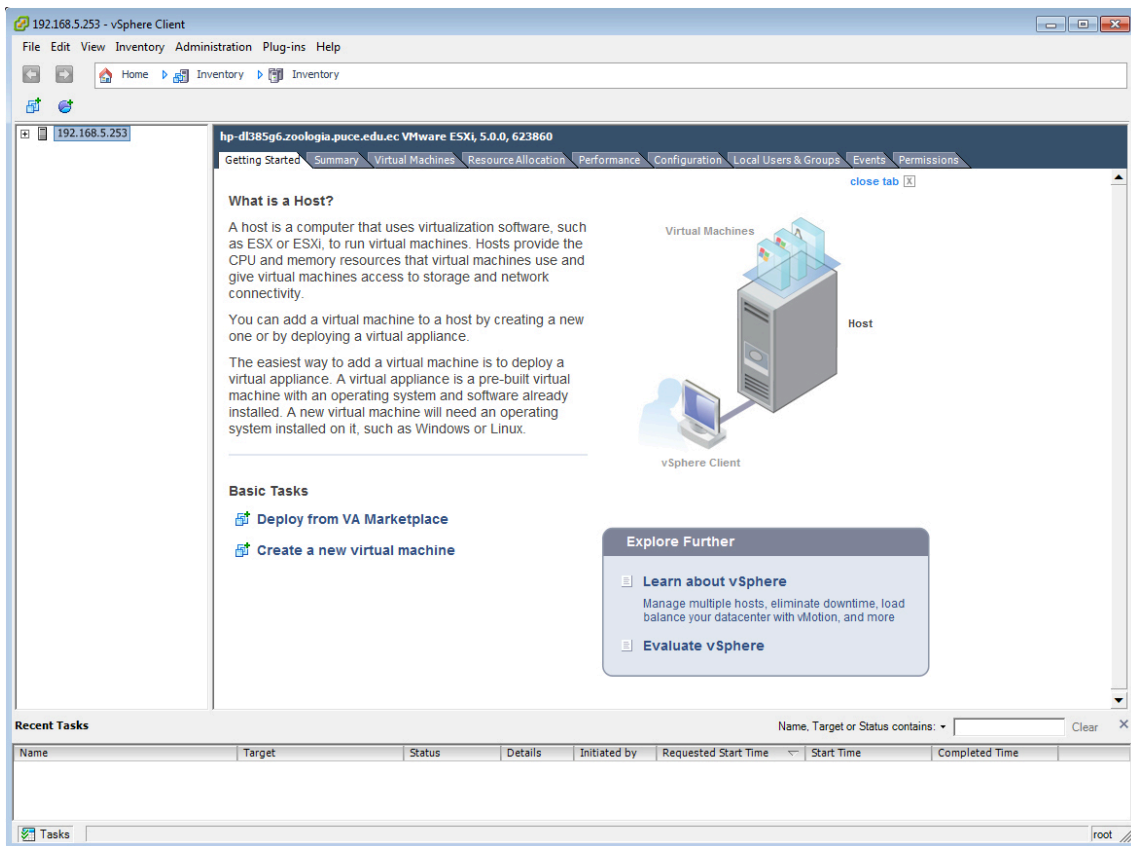 192.168.5.253 - vSphere Client
File Edit View Inventory Administration Plug-ins Help
Home Inventory Inventory
192.168.5.253
hp-dl385g6.zoologia.puce.edu.ec VMware ESXi, 5.0.0, 623860
Getting Started Summary Virtual Machines Resource Allocation Performance Configuration Local Users & Groups Events Permissions
close tab X
What is a Host?
A host is a computer that uses virtualization software, such
as ESX or ESXi, to run virtual machines. Hosts provide the
CPU and memory resources that virtual machines use and
give virtual machines access to storage and network
connectivity.
You can add a virtual machine to a host by creating a new
one or by deploying a virtual appliance.
The easiest way to add a virtual machine is to deploy a
virtual appliance. A virtual appliance is a pre-built virtual
machine with an operating system and software already
installed. A new virtual machine will need an operating
system installed on it, such as Windows or Linux.
Virtual Machines
Host
vSphere Client
Basic Tasks
Deploy from VA Marketplace
Create a new virtual machine
Explore Further
Learn about vSphere
Manage multiple hosts, eliminate downtime, load
balance your datacenter with vMotion, and more
Evaluate vSphere
Recent Tasks
Name, Target or Status contains: Clear
Name Target Status Details Initiated by Requested Start Time Start Time Completed Time
Tasks
root